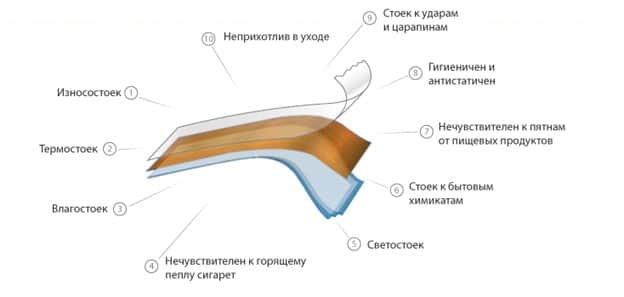 9 Стоек к ударам
и царапинам
10 Неприхотлив в уходе
8 Гигиеничен и
антистатичен
Износостоек 1
7 Нечувствителен к пятнам
от пищевых продуктов
Термостоек 2
6 Стоек к бытовым
химикатам
Влагостоек 3
5 Светостоек
4 Нечувствителен к горящему
пеплу сигарет